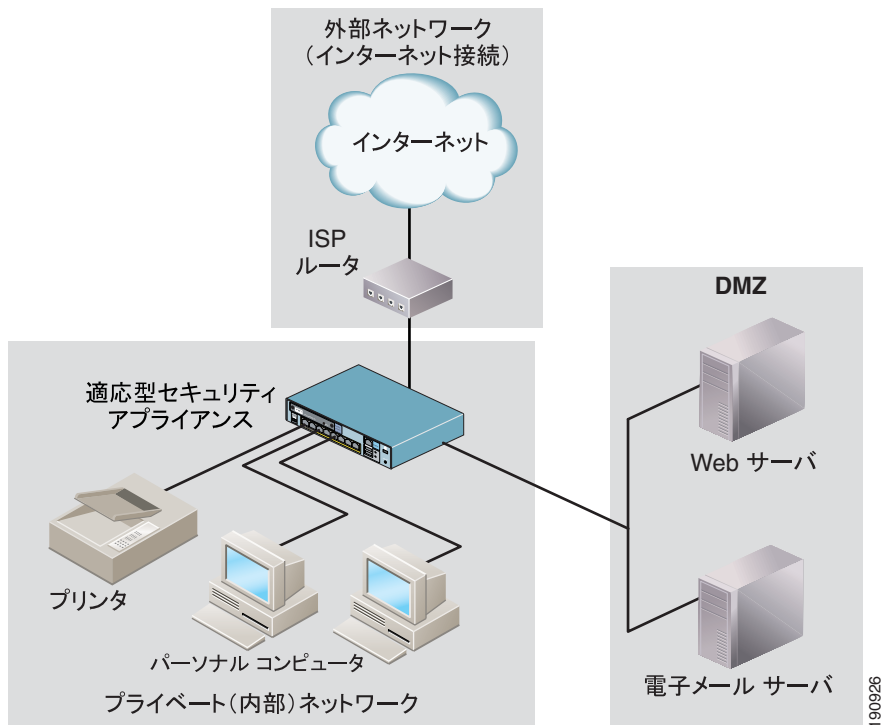 外部ネットワーク
（インターネット接続）
インターネット
ISP
ルータ
DMZ
適応型セキュリティ
アプライアンス
Web サーバ
プリンタ
パーソナル コンピュータ
電子メール サーバ
プライベート（内部）ネットワーク
190926